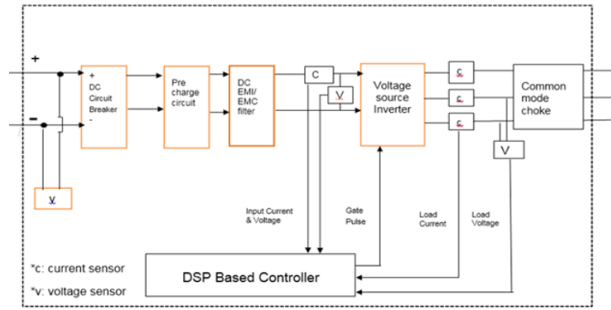 +
-
+
DC
Circuit
Breaker
-
Pre
charge
circuit
DC
EMI/
EMC
filter
C
V
Voltage
source
Inverter
c
c
c
V
Common
mode
choke
v
Input Current
& Voltage
Gate
Pulse
Load
Current
Load
Voltage
DSP Based Controller
*c: current sensor
*v: voltage sensor